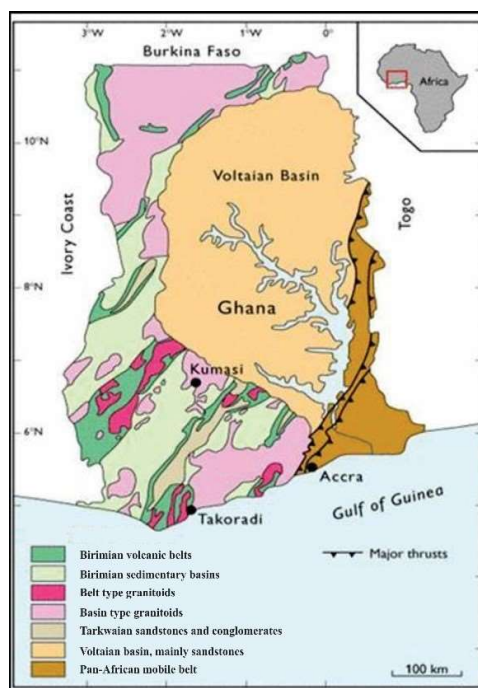 3°W
2°W
1°W
0°
Burkina Faso
Africa
10°N
Voltaian Basin
Ivory Coast
Togo
8°N
Ghana
Kumasi
6°N
Accra
Gulf of Guinea
Takoradi
Birimian volcanic belts
Major thrusts
Birimian sedimentary basins
Belt type granitoids
Basin type granitoids
Tarkwaian sandstones and conglomerates
Voltaian basin, mainly sandstones
Pan-African mobile belt
100 km